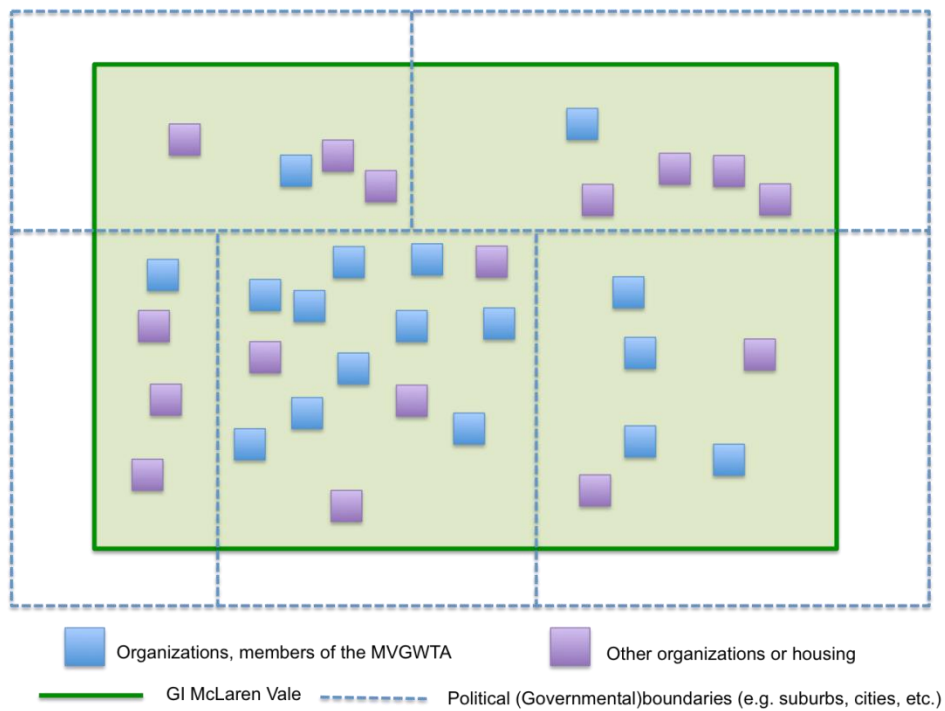 Organizations, members of the MVGWTA
Other organizations or housing
GI McLaren Vale
Political (Governmental)boundaries (e.g. suburbs, cities, etc.)